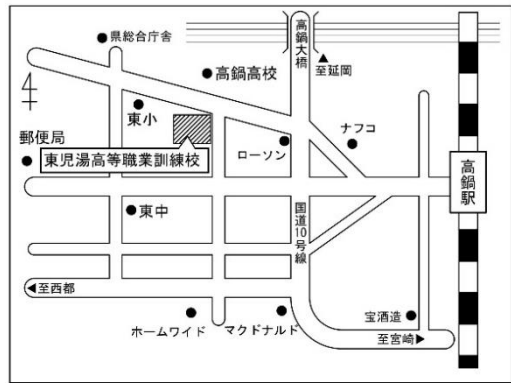 県総合庁舎
高鍋大橋
至延岡
高鍋高校
東小
ナフコ
郵便局
ローソン
東児湯高等職業訓練校
高鍋駅
東中
国道10号線
至西都
宝酒造
ホームワイド
マクドナルド
至宮崎